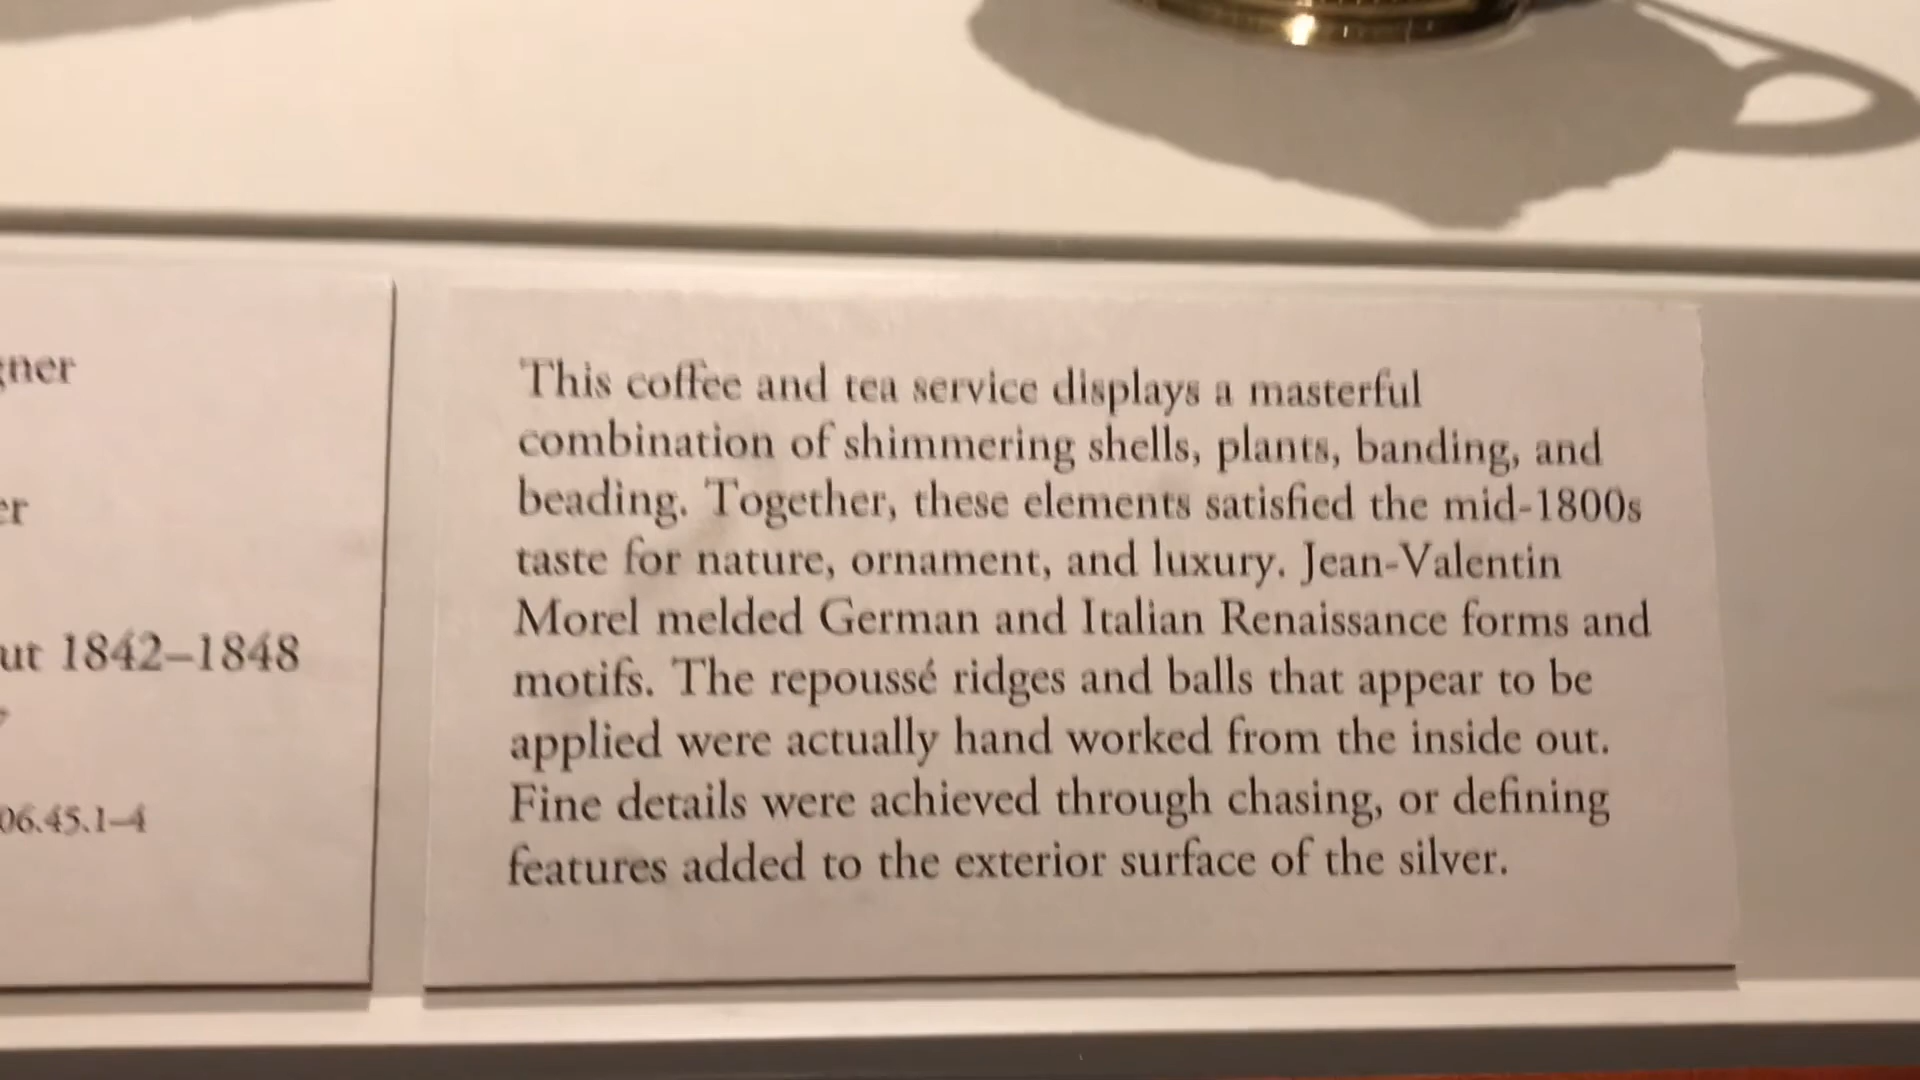 1842–1848
06.45.1–4
This coffee and tea service displays a masterful
combination of shimmering shells, plants, banding, and
beading. Together, these elements satisfied the mid-1800s
taste for nature, ornament, and luxury. Jean-Valentin
Morel melded German and Italian Renaissance forms and
motifs. The repoussé ridges and balls that appear to be
applied were actually hand worked from the inside out.
Fine details were achieved through chasing, or defining
features added to the exterior surface of the silver.